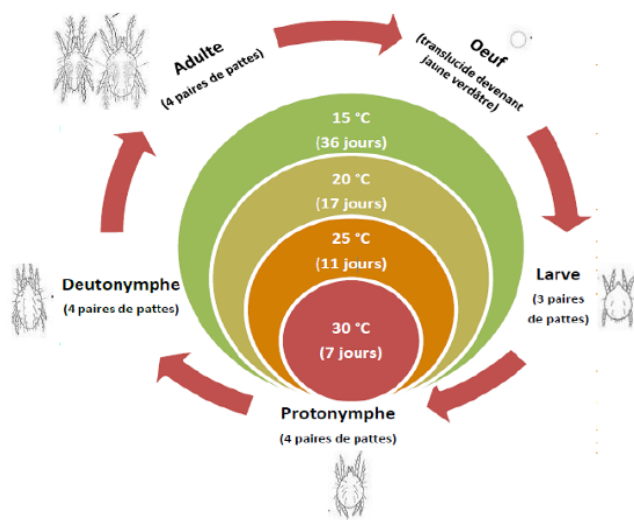 Adulte
(4 paires de pattes)
Oeuf
(translucide devenant
jaune verdâtre)
15 °C
(36 jours)
20 °C
(17 jours)
25 °C
(11 jours)
30 °C
(7 jours)
Larve
(3 paires
de pattes)
Protonymphe
(4 paires de pattes)
Deutonymphe
(4 paires de pattes)